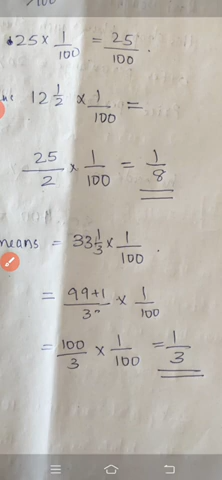 25 × 1/100 = 25/100 .
12 1/2 × 1/100 =
25/2 × 1/100 = 1/8
means = 33 1/3 × 1/100 .
= 99+1/3 × 1/100
= 100/3 × 1/100 = 1/3